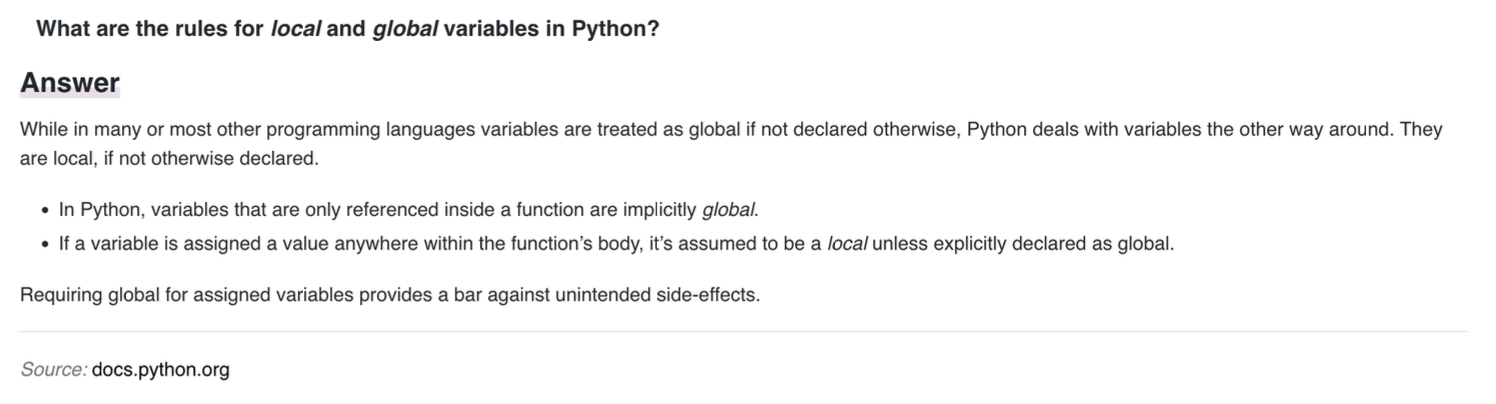 What are the rules for local and global variables in Python?
Answer
While in many or most other programming languages variables are treated as global if not declared otherwise, Python deals with variables the other way around. They
are local, if not otherwise declared.
• In Python, variables that are only referenced inside a function are implicitly global.
• If a variable is assigned a value anywhere within the function’s body, it’s assumed to be a local unless explicitly declared as global.
Requiring global for assigned variables provides a bar against unintended side-effects.
Source: docs.python.org